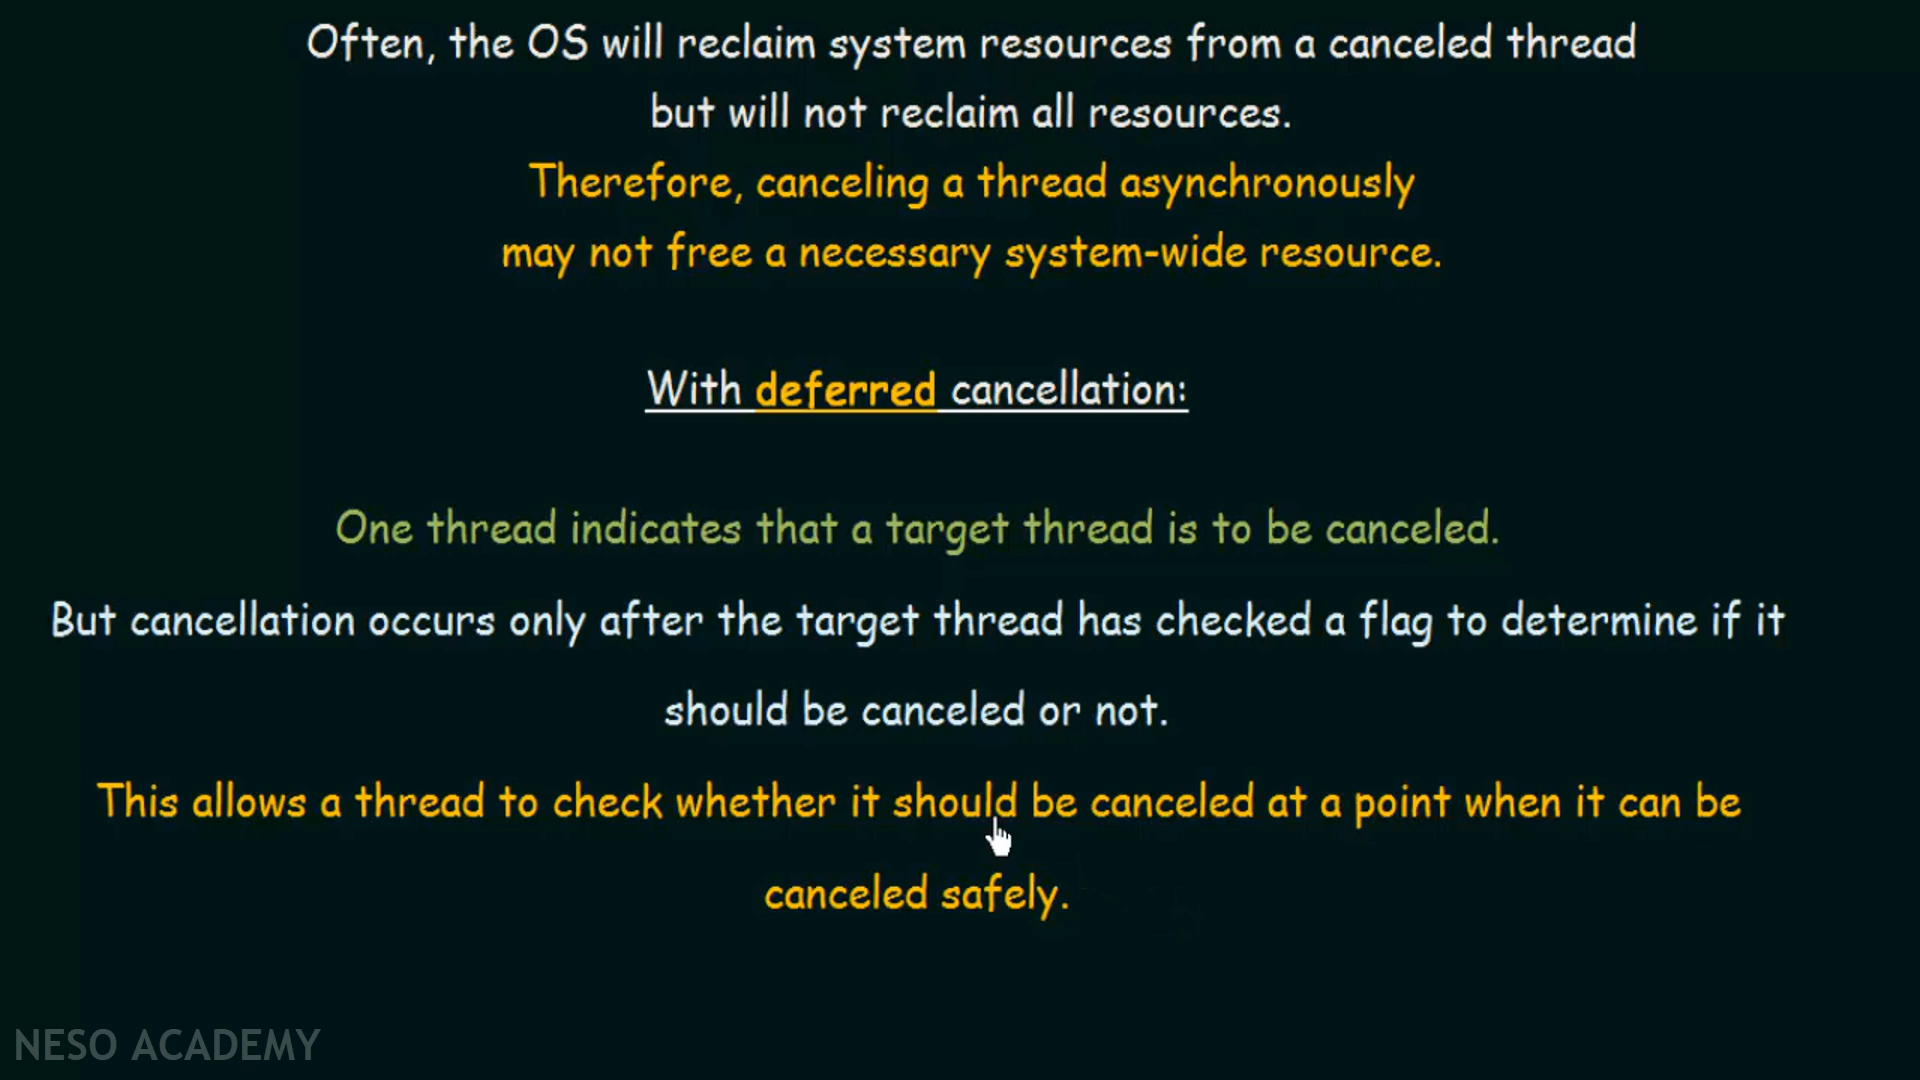 Often, the OS will reclaim system resources from a canceled thread
but will not reclaim all resources.
Therefore, canceling a thread asynchronously
may not free a necessary system-wide resource.
With deferred cancellation:
One thread indicates that a target thread is to be canceled.
But cancellation occurs only after the target thread has checked a flag to determine if it
should be canceled or not.
This allows a thread to check whether it should be canceled at a point when it can be
canceled safely.
NESO ACADEMY